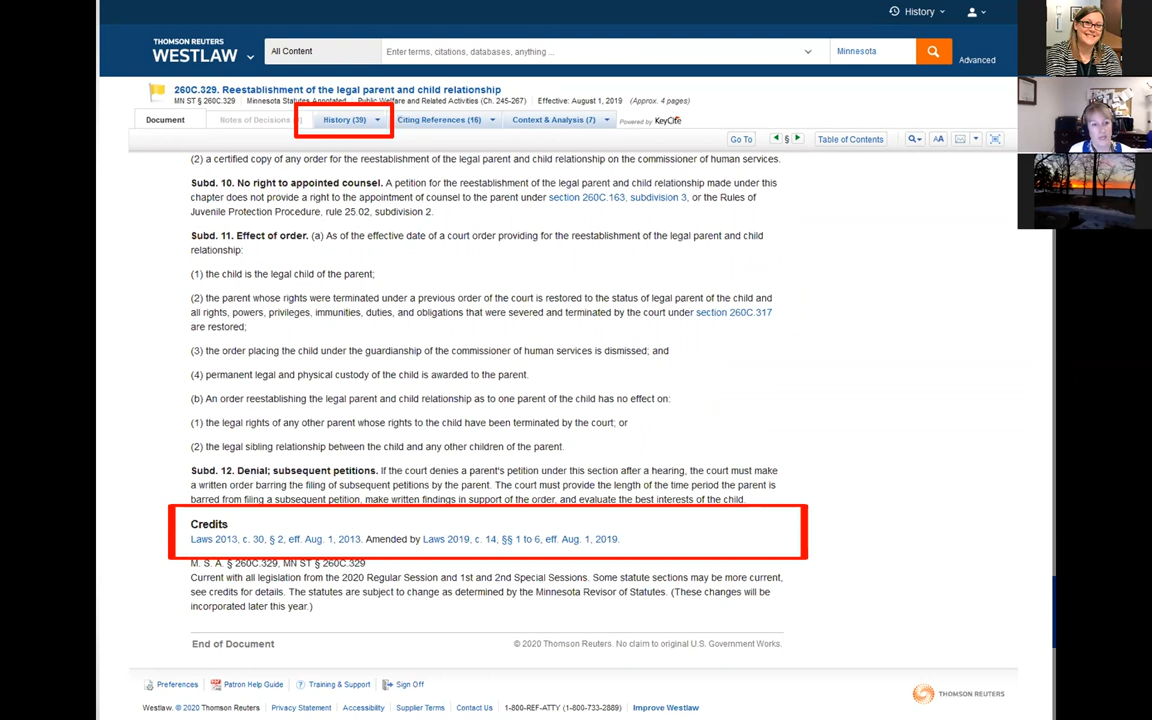 History
THOMSON REUTERS
WESTLAW
All Content
Enter terms, citations, databases, anything ...
Minnesota
Advanced
260C.329. Reestablishment of the legal parent and child relationship
MN ST § 260C.329 Minnesota Statutes Annotated Public Welfare and Related Activities (Ch. 245-267) Effective: August 1, 2019 (Approx. 4 pages)
Document Notes of Decisions History (39) Citing References (16) Context & Analysis (7) Powered by KeyCite
Go To § Table of Contents AA
(2) a certified copy of any order for the reestablishment of the legal parent and child relationship on the commissioner of human services.
Subd. 10. No right to appointed counsel. A petition for the reestablishment of the legal parent and child relationship made under this
chapter does not provide a right to the appointment of counsel to the parent under section 260C.163, subdivision 3, or the Rules of
Juvenile Protection Procedure, rule 25.02, subdivision 2.
Subd. 11. Effect of order. (a) As of the effective date of a court order providing for the reestablishment of the legal parent and child
relationship:
(1) the child is the legal child of the parent;
(2) the parent whose rights were terminated under a previous order of the court is restored to the status of legal parent of the child and
all rights, powers, privileges, immunities, duties, and obligations that were severed and terminated by the court under section 260C.317
are restored;
(3) the order placing the child under the guardianship of the commissioner of human services is dismissed; and
(4) permanent legal and physical custody of the child is awarded to the parent.
(b) An order reestablishing the legal parent and child relationship as to one parent of the child has no effect on:
(1) the legal rights of any other parent whose rights to the child have been terminated by the court; or
(2) the legal sibling relationship between the child and any other children of the parent.
Subd. 12. Denial; subsequent petitions. If the court denies a parent's petition under this section after a hearing, the court must make
a written order barring the filing of subsequent petitions by the parent. The court must provide the length of the time period the parent is
barred from filing a subsequent petition, make written findings in support of the order, and evaluate the best interests of the child.
Credits
Laws 2013, c. 30, § 2, eff. Aug. 1, 2013. Amended by Laws 2019, c. 14, §§ 1 to 6, eff. Aug. 1, 2019.
M. S. A. § 260C.329, MN ST § 260C.329
Current with all legislation from the 2020 Regular Session and 1st and 2nd Special Sessions. Some statute sections may be more current,
see credits for details. The statutes are subject to change as determined by the Minnesota Revisor of Statutes. (These changes will be
incorporated later this year.)
End of Document
© 2020 Thomson Reuters. No claim to original U.S. Government Works.
Preferences Patron Help Guide Training & Support Sign Off
THOMSON REUTERS
Westlaw. © 2020 Thomson Reuters Privacy Statement Accessibility Supplier Terms Contact Us 1-800-REF-ATTY (1-800-733-2889) Improve Westlaw